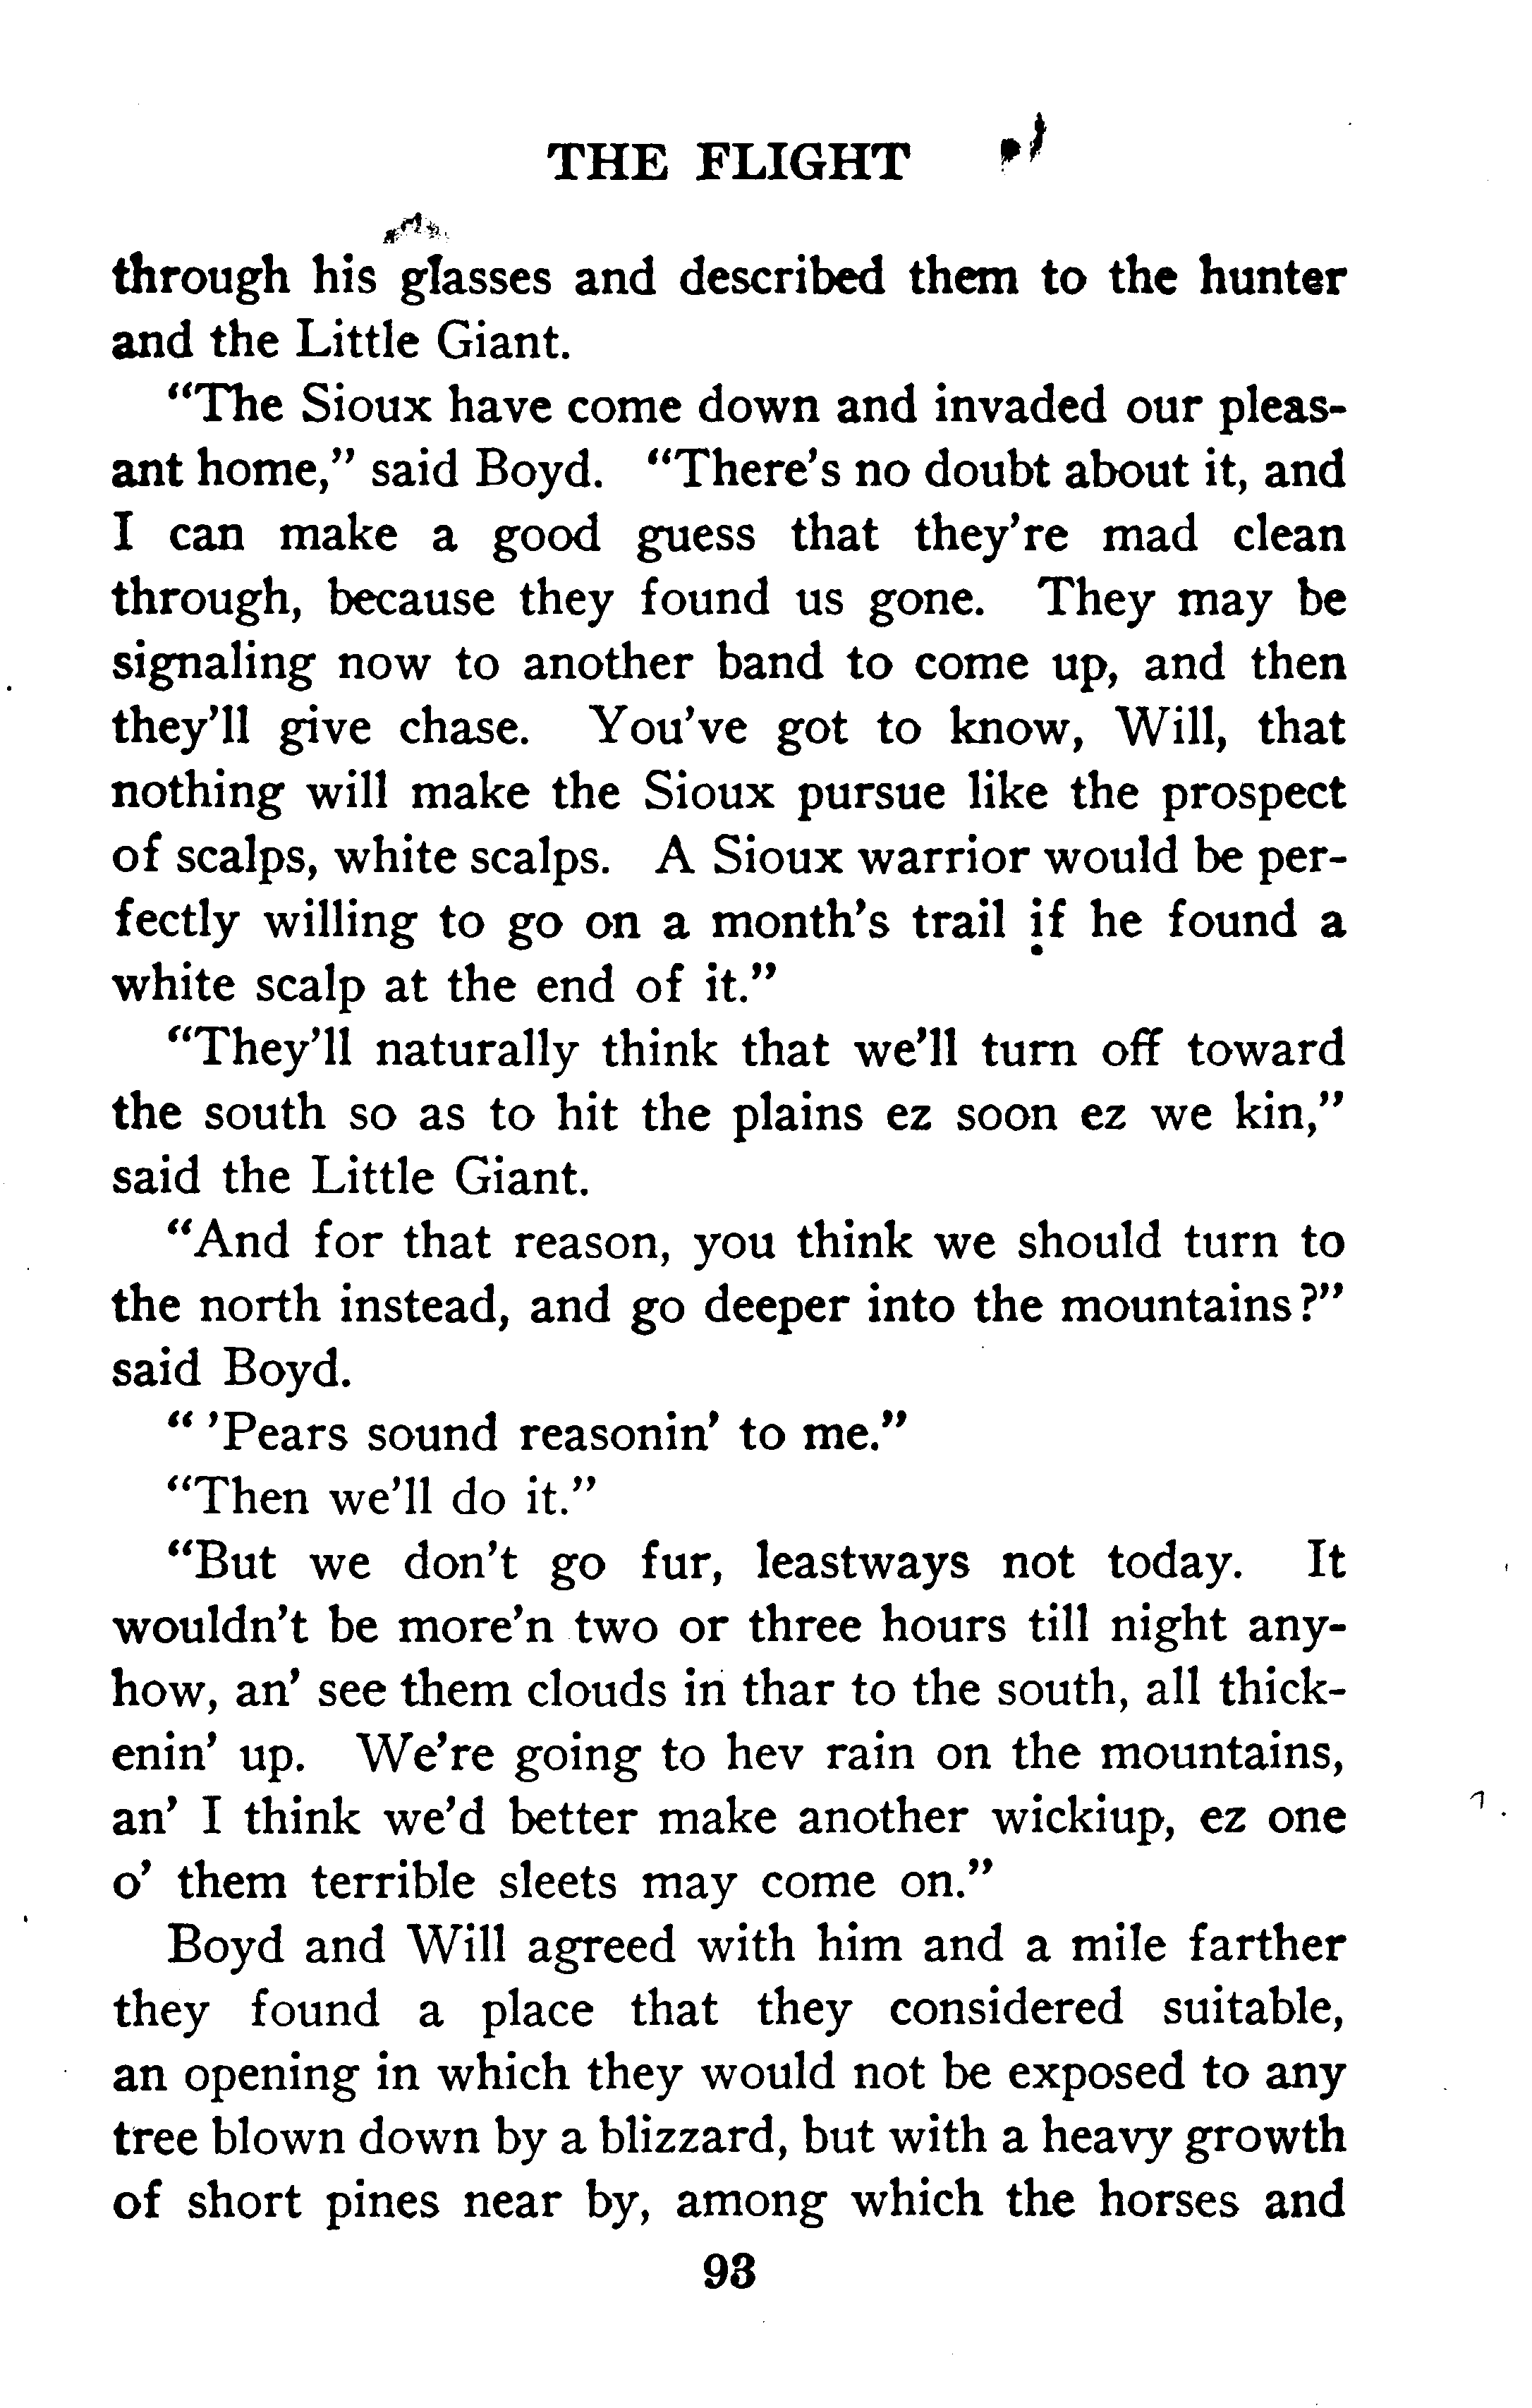 THE FLIGHT
through his glasses and described them to the hunter
and the Little Giant.
"The Sioux have come down and invaded our pleas-
ant home," said Boyd. "There's no doubt about it, and
I can make a good guess that they're mad clean
through, because they found us gone. They may be
signaling now to another band to come up, and then
they'll give chase. You've got to know, Will, that
nothing will make the Sioux pursue like the prospect
of scalps, white scalps. A Sioux warrior would be per-
fectly willing to go on a month's trail if he found a
white scalp at the end of it."
"They'll naturally think that we'll turn off toward
the south so as to hit the plains ez soon ez we kin,"
said the Little Giant.
"And for that reason, you think we should turn to
the north instead, and go deeper into the mountains?"
said Boyd.
" 'Pears sound reasonin' to me."
"Then we'll do it."
"But we don't go fur, leastways not today. It
wouldn't be more'n two or three hours till night any-
how, an' see them clouds in thar to the south, all thick-
enin' up. We're going to hev rain on the mountains,
an' I think we'd better make another wickiup, ez one
o' them terrible sleets may come on."
Boyd and Will agreed with him and a mile farther
they found a place that they considered suitable,
an opening in which they would not be exposed to any
tree blown down by a blizzard, but with a heavy growth
of short pines near by, among which the horses and
93